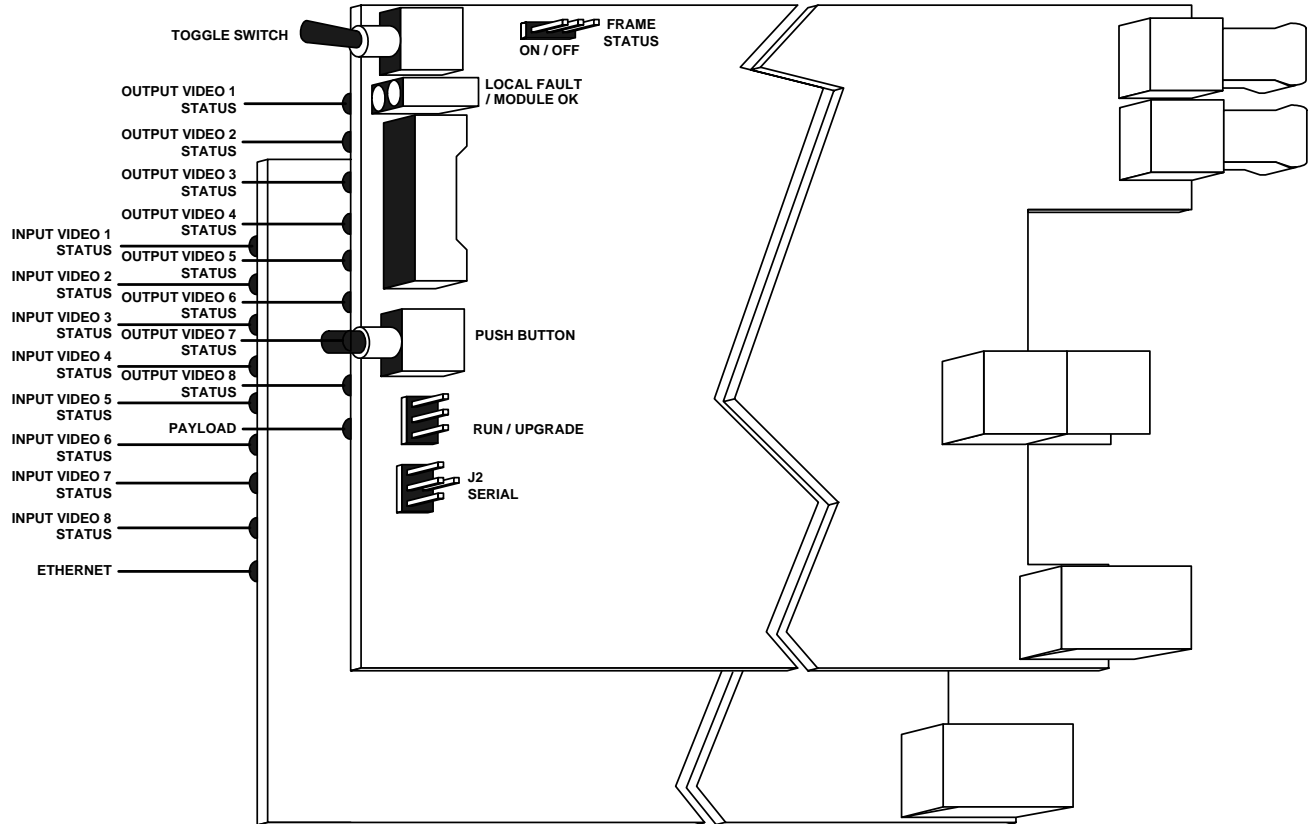 TOGGLE SWITCH
FRAME
STATUS
ON / OFF
LOCAL FAULT
/ MODULE OK
OUTPUT VIDEO 1
STATUS
OUTPUT VIDEO 2
STATUS
OUTPUT VIDEO 3
STATUS
OUTPUT VIDEO 4
STATUS
OUTPUT VIDEO 5
STATUS
OUTPUT VIDEO 6
STATUS
OUTPUT VIDEO 7
STATUS
OUTPUT VIDEO 8
STATUS
PAYLOAD
INPUT VIDEO 1
STATUS
INPUT VIDEO 2
STATUS
INPUT VIDEO 3
STATUS
INPUT VIDEO 4
STATUS
INPUT VIDEO 5
STATUS
INPUT VIDEO 6
STATUS
INPUT VIDEO 7
STATUS
INPUT VIDEO 8
STATUS
ETHERNET
PUSH BUTTON
RUN / UPGRADE
J2
SERIAL